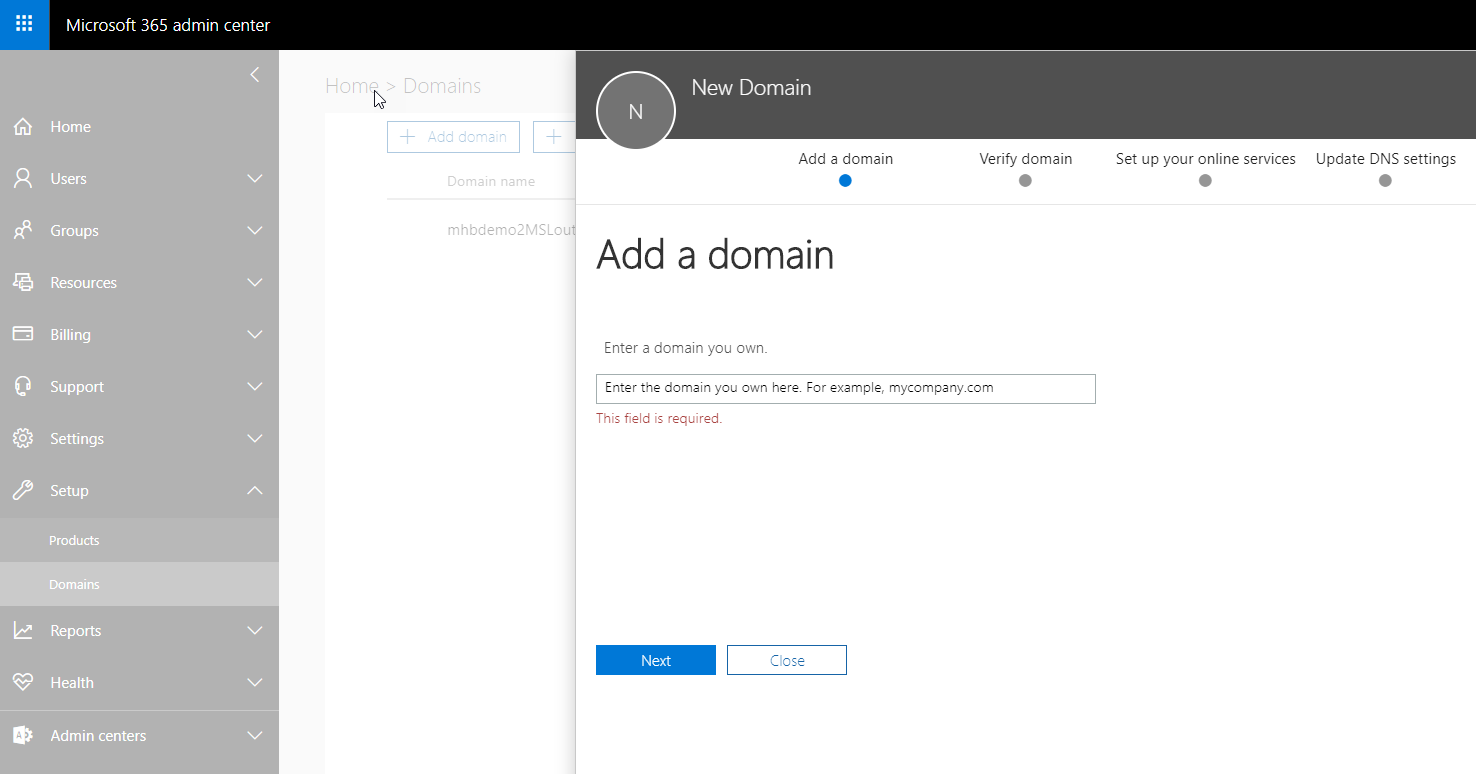 Microsoft 365 admin center
Home
Users
Groups
Resources
Billing
Support
Settings
Setup
Products
Domains
Reports
Health
Admin centers
Home > Domains
Add domain
Domain name
mhbdemo2MSLout
N
New Domain
Add a domain
Verify domain
Set up your online services
Update DNS settings
Add a domain
Enter a domain you own.
Enter the domain you own here. For example, mycompany.com
This field is required.
Next
Close